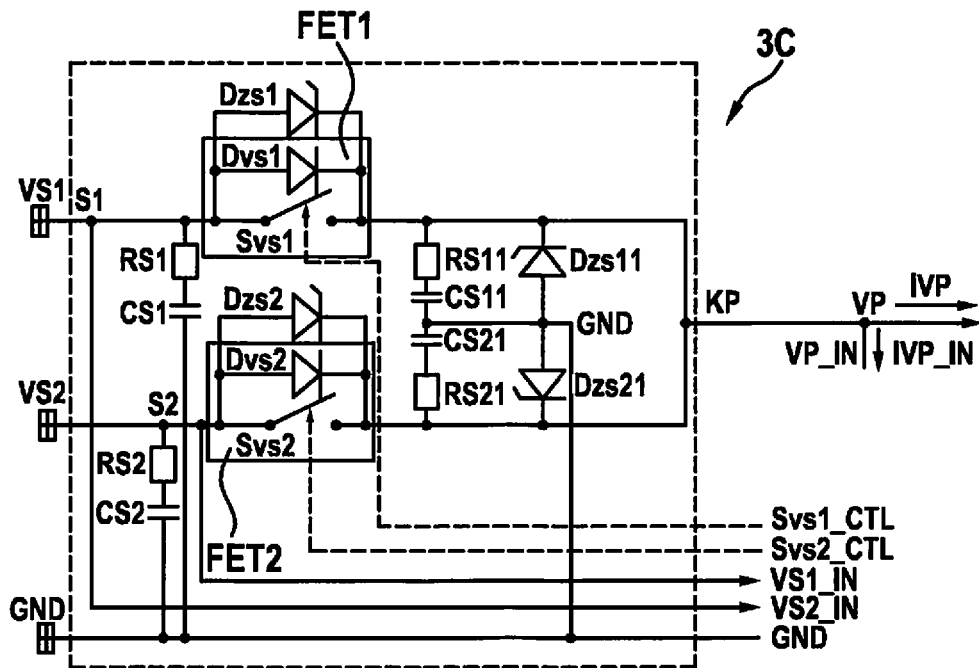 FET1
3C
Dzs1
Dvs1
VS1
S1
Svs1
RS1
RS11
Dzs11
CS1
CS11
Dzs2
KP
VP
IVP
GND
CS21
VP_IN
IVP_IN
Dvs2
VS2
S2
RS21
Dzs21
Svs2
RS2
CS2
Svs1_CTL
FET2
Svs2_CTL
VS1_IN
GND
VS2_IN
GND